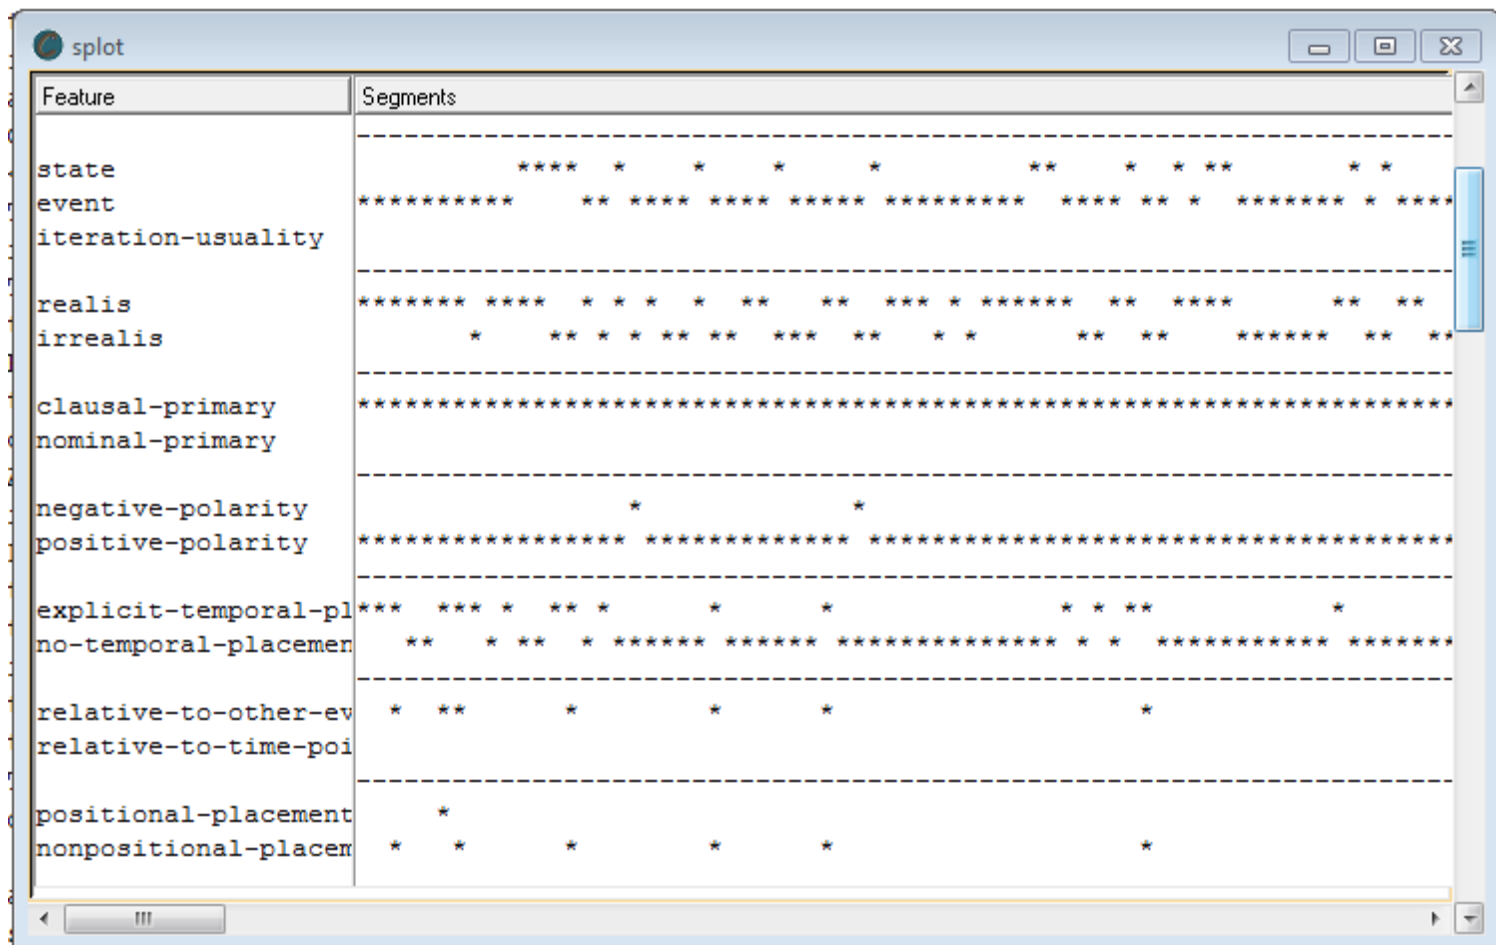 splot
Feature Segments
--------------------------------------------------------------------
state **** * * * * ** * * ** * *
event ********** ** **** **** ***** ********* **** ** * ******* * ****
iteration-usuality
--------------------------------------------------------------------
realis ******* **** * * * * ** ** *** * ****** ** **** ** **
irrealis * ** * * ** ** *** ** * * ** ** ****** ** **
--------------------------------------------------------------------
clausal-primary *********************************************************************
nominal-primary
--------------------------------------------------------------------
negative-polarity * *
positive-polarity ***************** ************* *************************************
--------------------------------------------------------------------
explicit-temporal-pl *** *** * ** * * * * * ** *
no-temporal-placemen ** * ** * ****** ****** ************** * * *********** *******
--------------------------------------------------------------------
relative-to-other-ev * ** * * * *
relative-to-time-poi
--------------------------------------------------------------------
positional-placement *
nonpositional-placem * * * * * *